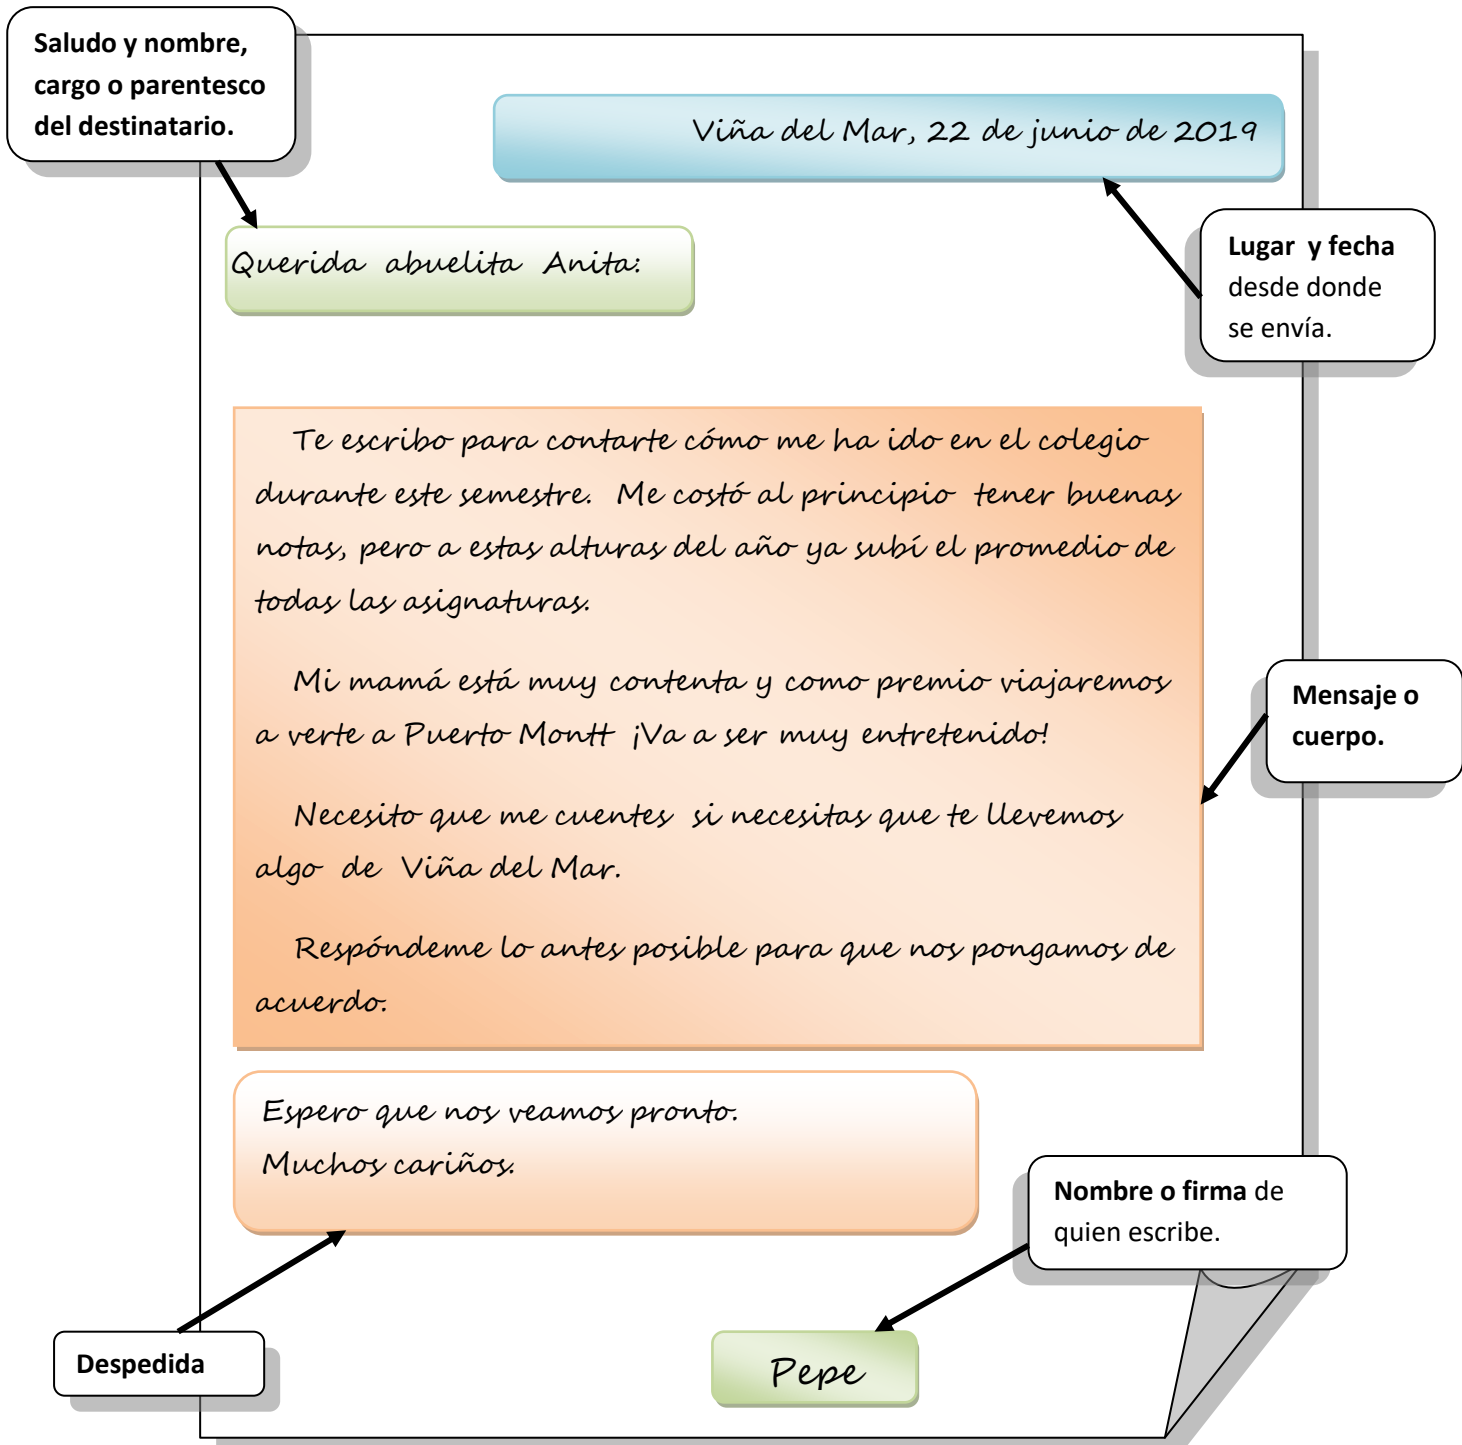 Saludo y nombre,
cargo o parentesco
del destinatario.
Viña del Mar, 22 de junio de 2019
Querida abuelita Anita:
Lugar y fecha
desde donde
se envía.
Te escribo para contarte cómo me ha ido en el colegio
durante este semestre. Me costó al principio tener buenas
notas, pero a estas alturas del año ya subí el promedio de
todas las asignaturas.
Mi mamá está muy contenta y como premio viajaremos
a verte a Puerto Montt ¡Va a ser muy entretenido!
Necesito que me cuentes si necesitas que te llevemos
algo de Viña del Mar.
Respóndeme lo antes posible para que nos pongamos de
acuerdo.
Mensaje o
cuerpo.
Espero que nos veamos pronto.
Muchos cariños.
Nombre o firma de
quien escribe.
Despedida
Pepe